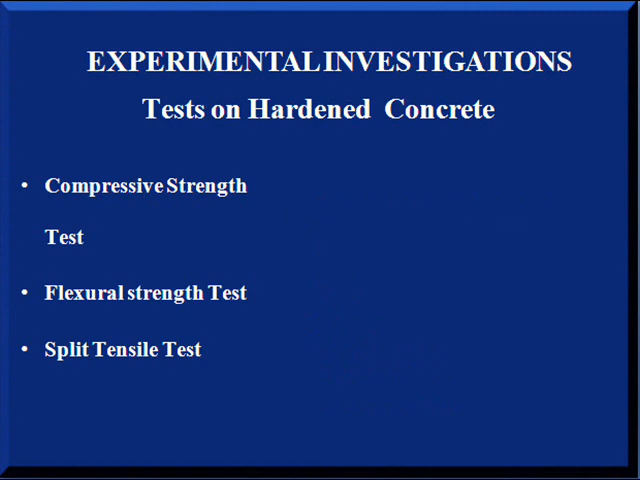 EXPERIMENTAL INVESTIGATIONS
Tests on Hardened Concrete
• Compressive Strength
Test
• Flexural strength Test
• Split Tensile Test